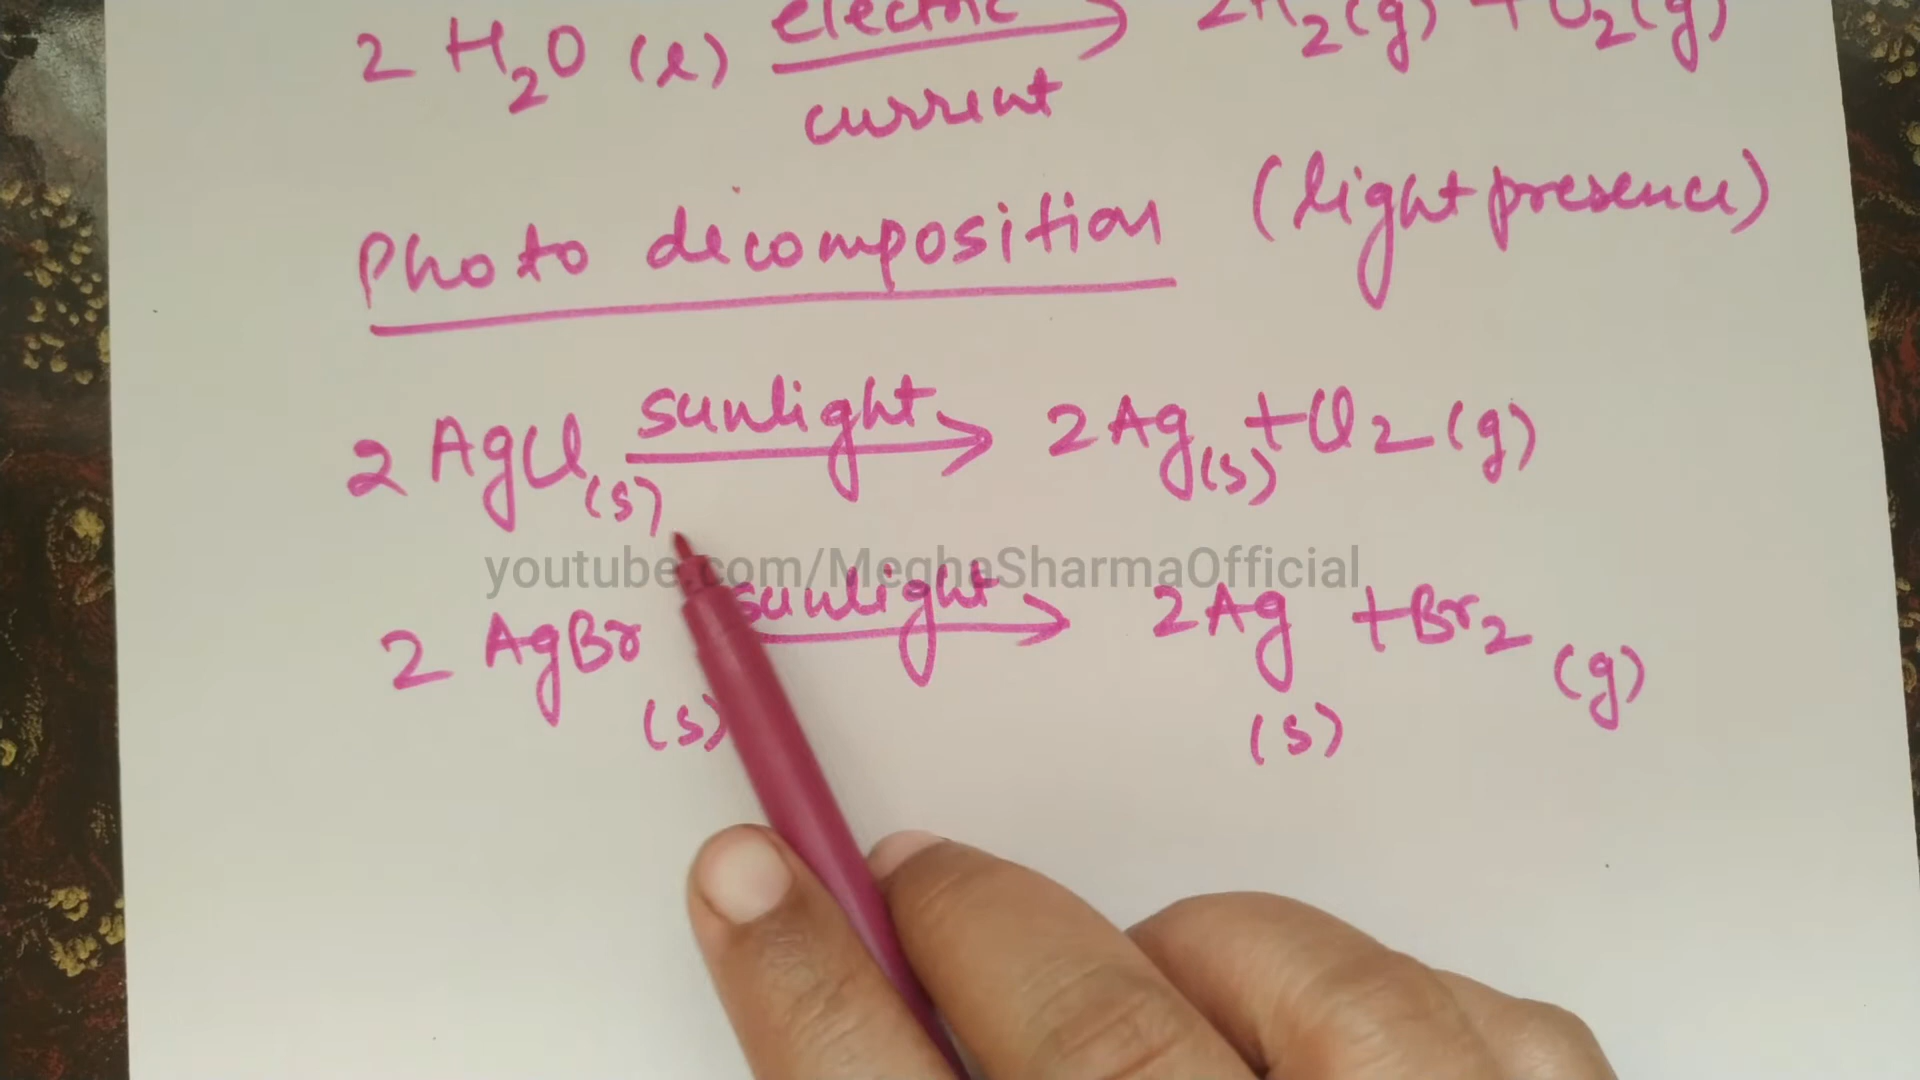 2 H₂O (l) electric current → 2H₂(g) + O₂(g)
Photo decomposition (light presence)
2 AgCl(s) sunlight → 2Ag(s) + Cl₂(g)
youtube.com/MeghaSharmaOfficial
2 AgBr(s) sunlight → 2Ag(s) + Br₂(g)